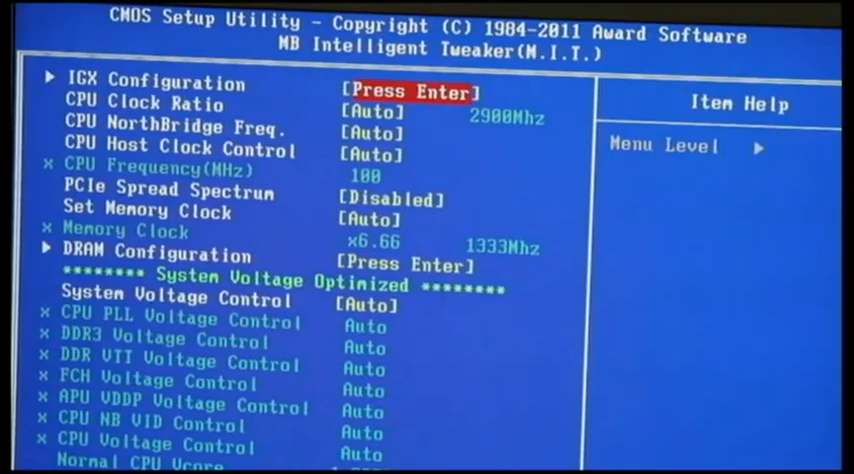 CMOS Setup Utility - Copyright (C) 1984-2011 Award Software
MB Intelligent Tweaker(M.I.T.)
▶ IGX Configuration [Press Enter]
CPU Clock Ratio [Auto] 2900Mhz
CPU NorthBridge Freq. [Auto]
CPU Host Clock Control [Auto]
x CPU Frequency(MHz) 100
PCIe Spread Spectrum [Disabled]
Set Memory Clock [Auto]
x Memory Clock x6.66 1333Mhz
▶ DRAM Configuration [Press Enter]
******** System Voltage Optimized ********
System Voltage Control [Auto]
x CPU PLL Voltage Control Auto
x DDR3 Voltage Control Auto
x DDR VTT Voltage Control Auto
x FCH Voltage Control Auto
x APU VDDP Voltage Control Auto
x CPU NB VID Control Auto
x CPU Voltage Control Auto
Normal CPU Vcore
Item Help
Menu Level ▶